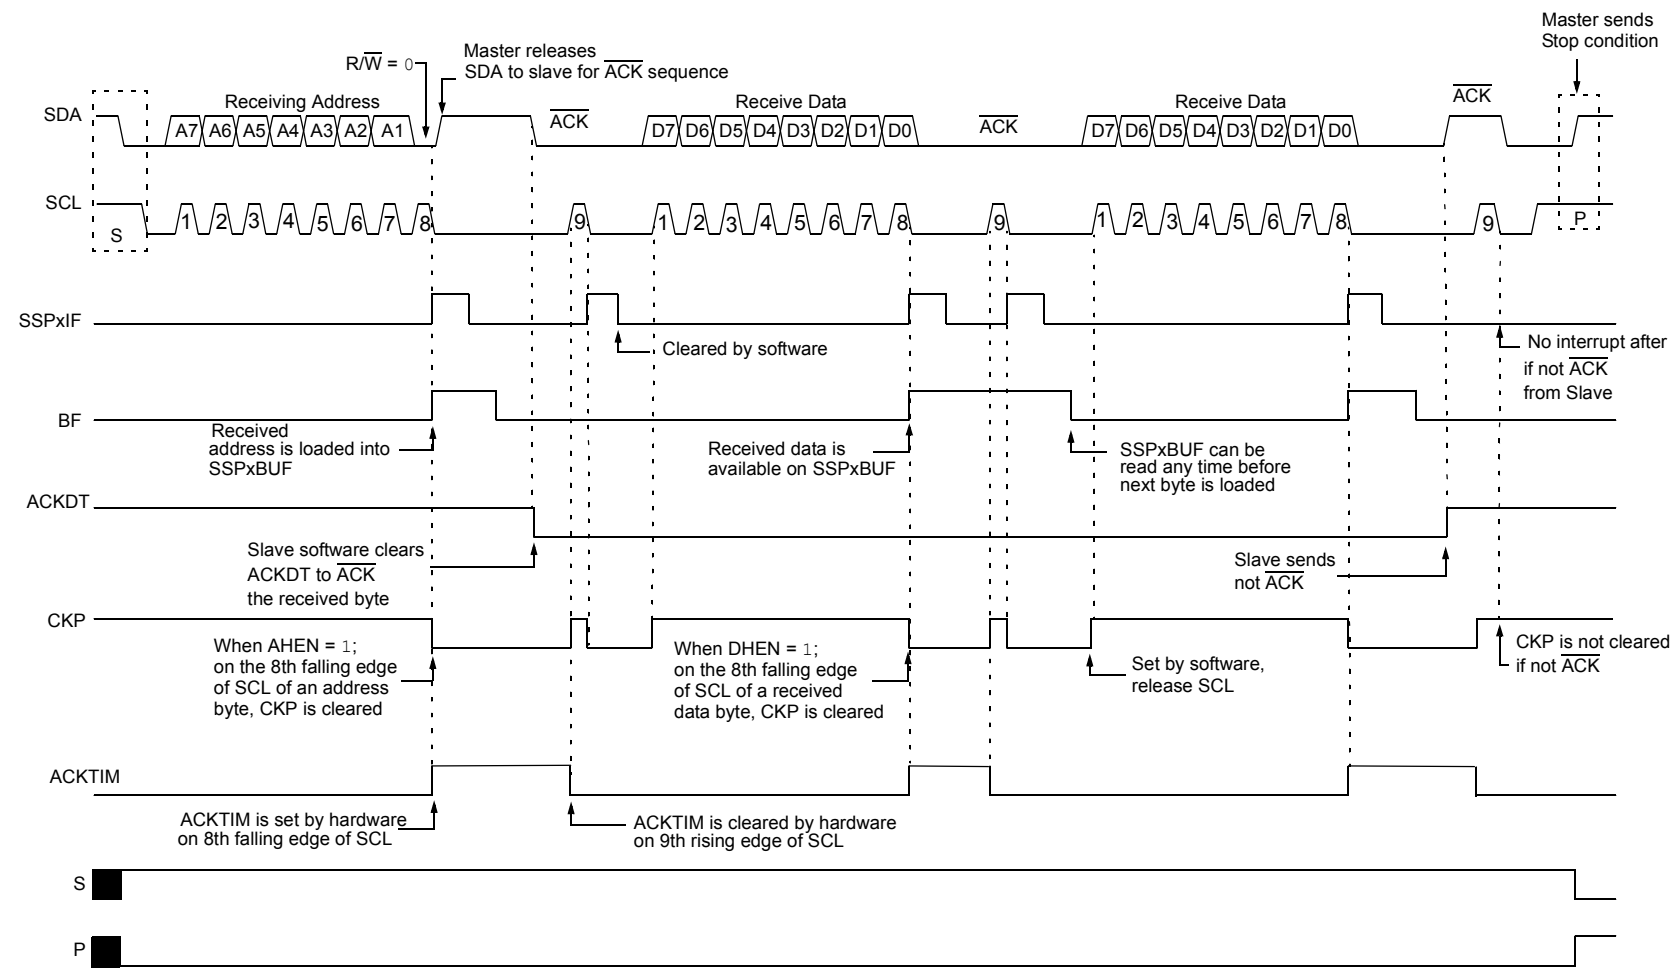 Master sends
Stop condition
Master releases
SDA to slave for ACK sequence
R/W = 0
SDA
Receiving Address
ACK
Receive Data
ACK
Receive Data
ACK
A7 A6 A5 A4 A3 A2 A1
D7 D6 D5 D4 D3 D2 D1 D0
D7 D6 D5 D4 D3 D2 D1 D0
SCL
S
1 2 3 4 5 6 7 8
9
1 2 3 4 5 6 7 8
9
1 2 3 4 5 6 7 8
9
P
SSPxIF
Cleared by software
No interrupt after
if not ACK
from Slave
BF
Received
address is loaded into
SSPxBUF
Received data is
available on SSPxBUF
SSPxBUF can be
read any time before
next byte is loaded
ACKDT
Slave software clears
ACKDT to ACK
the received byte
Slave sends
not ACK
CKP
When AHEN = 1;
on the 8th falling edge
of SCL of an address
byte, CKP is cleared
When DHEN = 1;
on the 8th falling edge
of SCL of a received
data byte, CKP is cleared
Set by software,
release SCL
CKP is not cleared
if not ACK
ACKTIM
ACKTIM is set by hardware
on 8th falling edge of SCL
ACKTIM is cleared by hardware
on 9th rising edge of SCL
S
P